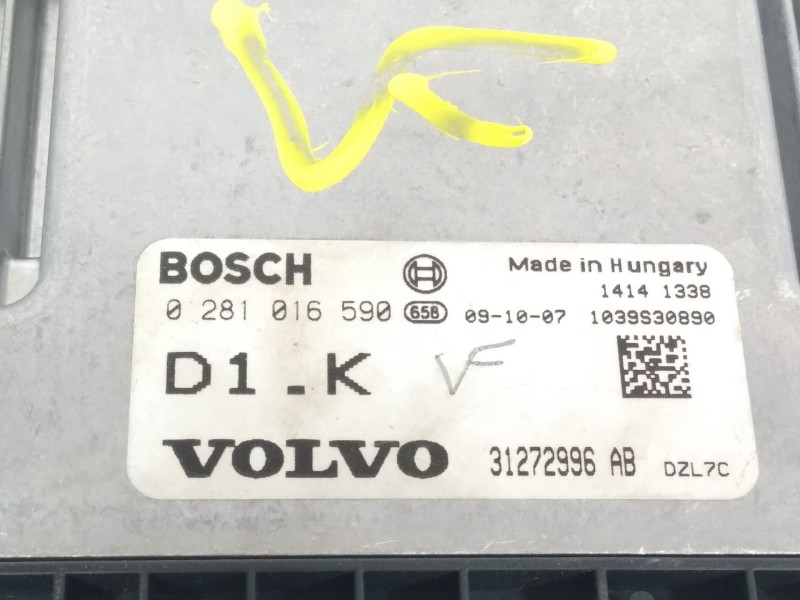 VF
BOSCH
Made in Hungary
1414 1338
0 281 016 590 658 09-10-07 1039S30890
D1.K VF
VOLVO 31272996 AB DZL7C